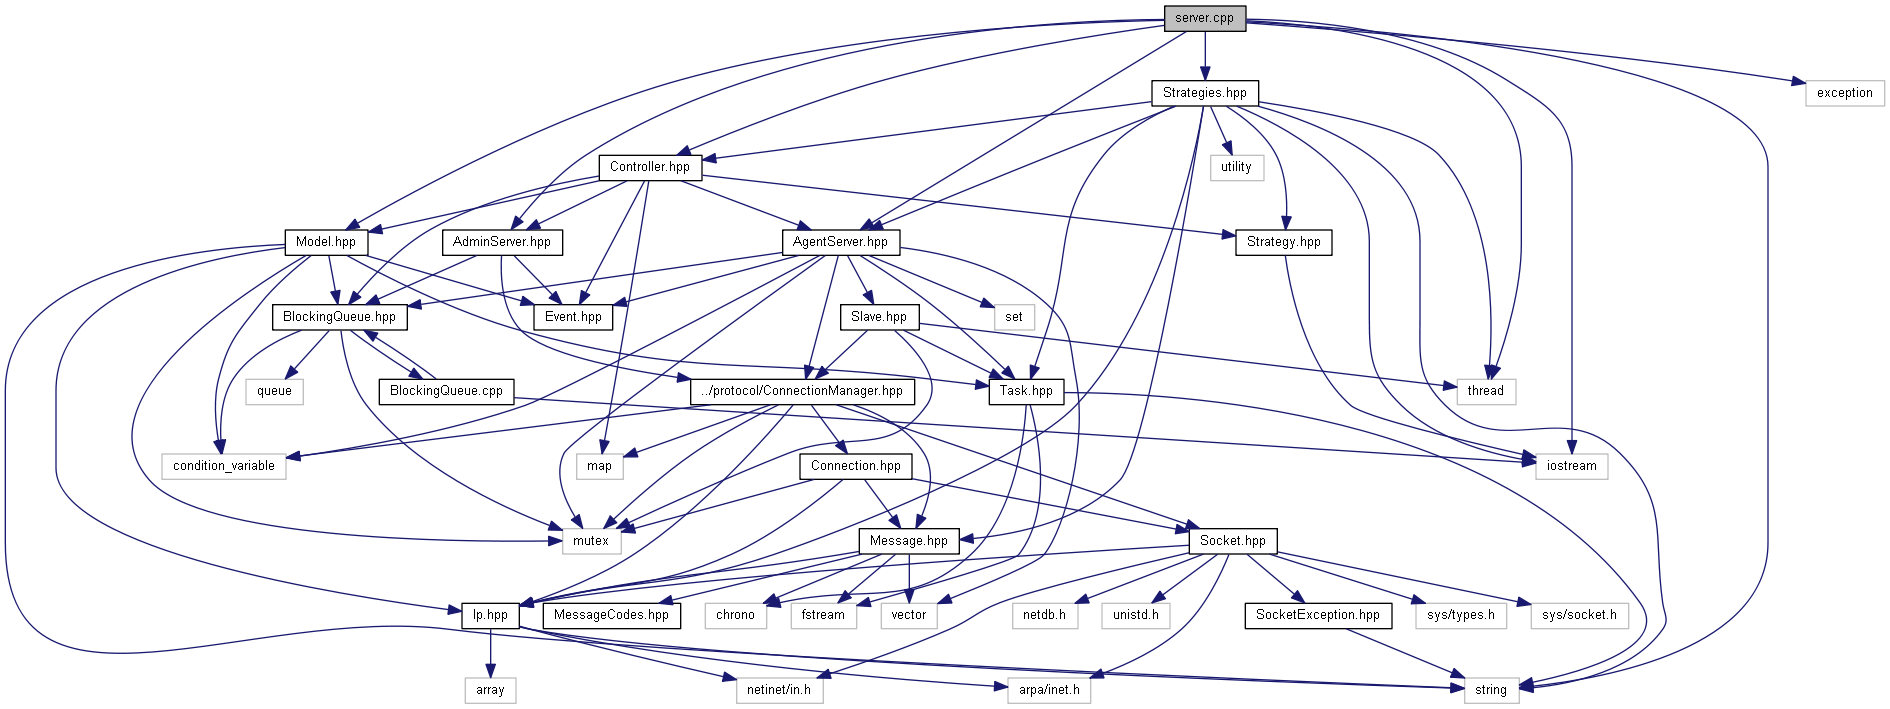 server.cpp
Strategies.hpp
exception
Controller.hpp
utility
Model.hpp
AdminServer.hpp
AgentServer.hpp
Strategy.hpp
BlockingQueue.hpp
Event.hpp
Slave.hpp
set
queue
BlockingQueue.cpp
../protocol/ConnectionManager.hpp
Task.hpp
thread
condition_variable
map
Connection.hpp
iostream
mutex
Message.hpp
Socket.hpp
Ip.hpp
MessageCodes.hpp
chrono
fstream
vector
netdb.h
unistd.h
SocketException.hpp
sys/types.h
sys/socket.h
array
netinet/in.h
arpa/inet.h
string